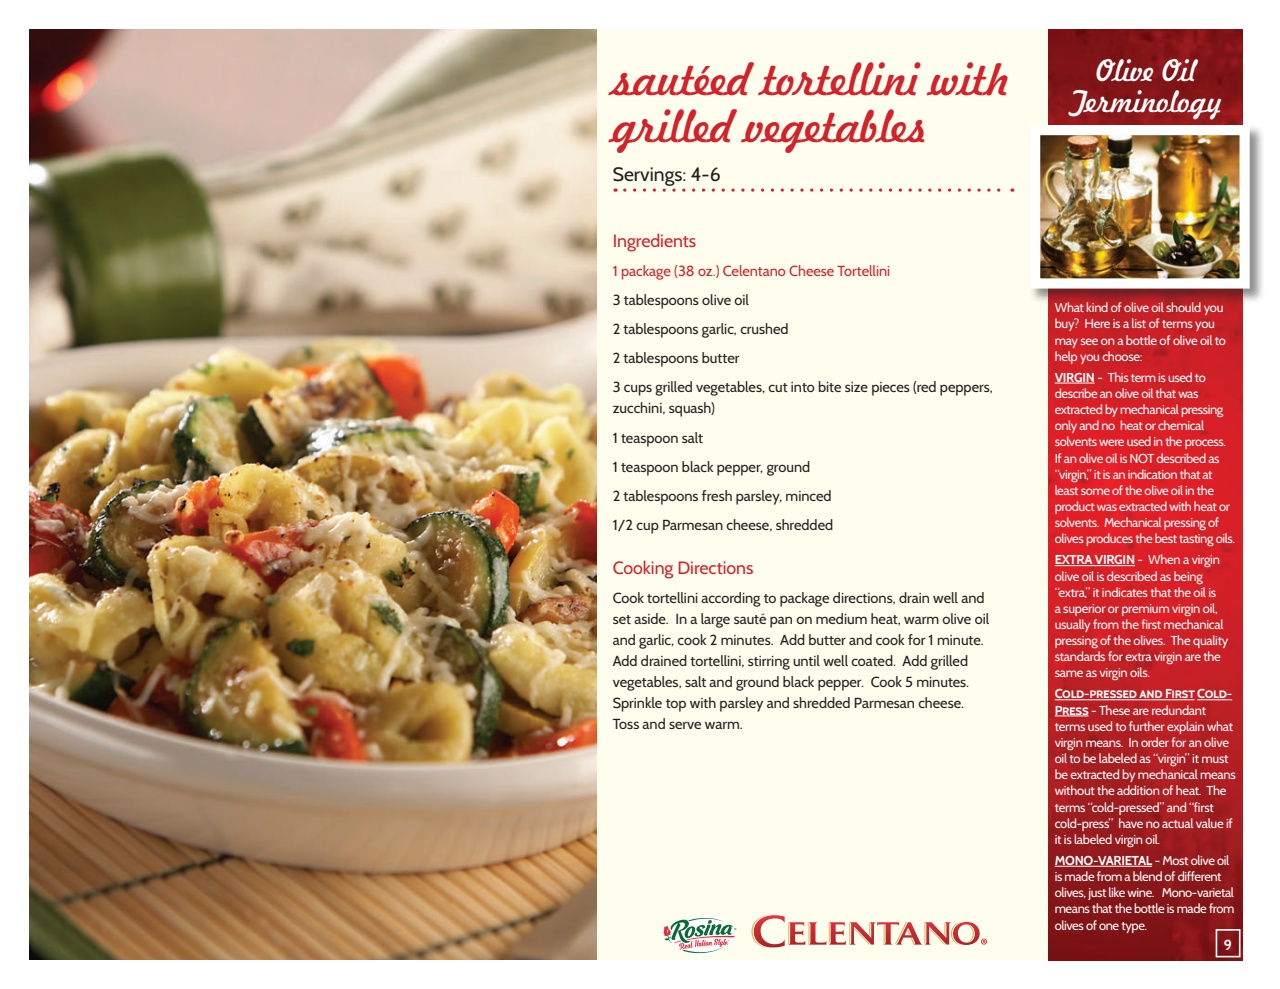 sautéed tortellini with
grilled vegetables
Servings: 4-6
Ingredients
1 package (38 oz.) Celentano Cheese Tortellini
3 tablespoons olive oil
2 tablespoons garlic, crushed
2 tablespoons butter
3 cups grilled vegetables, cut into bite size pieces (red peppers,
zucchini, squash)
1 teaspoon salt
1 teaspoon black pepper, ground
2 tablespoons fresh parsley, minced
1/2 cup Parmesan cheese, shredded
Cooking Directions
Cook tortellini according to package directions, drain well and
set aside.  In a large sauté pan on medium heat, warm olive oil
and garlic, cook 2 minutes.  Add butter and cook for 1 minute.
Add drained tortellini, stirring until well coated.  Add grilled
vegetables, salt and ground black pepper.  Cook 5 minutes.
Sprinkle top with parsley and shredded Parmesan cheese.
Toss and serve warm.
Rosina
Real Italian Style.
CELENTANO®
Olive Oil
Terminology
What kind of olive oil should you
buy?  Here is a list of terms you
may see on a bottle of olive oil to
help you choose:
VIRGIN -  This term is used to
describe an olive oil that was
extracted by mechanical pressing
only and no  heat or chemical
solvents were used in the process.
If an olive oil is NOT described as
“virgin,” it is an indication that at
least some of the olive oil in the
product was extracted with heat or
solvents.  Mechanical pressing of
olives produces the best tasting oils.
EXTRA VIRGIN -  When a virgin
olive oil is described as being
“extra,” it indicates that the oil is
a superior or premium virgin oil,
usually from the first mechanical
pressing of the olives.  The quality
standards for extra virgin are the
same as virgin oils.
COLD-PRESSED AND FIRST COLD-
PRESS - These are redundant
terms used to further explain what
virgin means.  In order for an olive
oil to be labeled as “virgin” it must
be extracted by mechanical means
without the addition of heat.  The
terms “cold-pressed” and “first
cold-press”  have no actual value if
it is labeled virgin oil.
MONO-VARIETAL - Most olive oil
is made from a blend of different
olives, just like wine.   Mono-varietal
means that the bottle is made from
olives of one type.
9